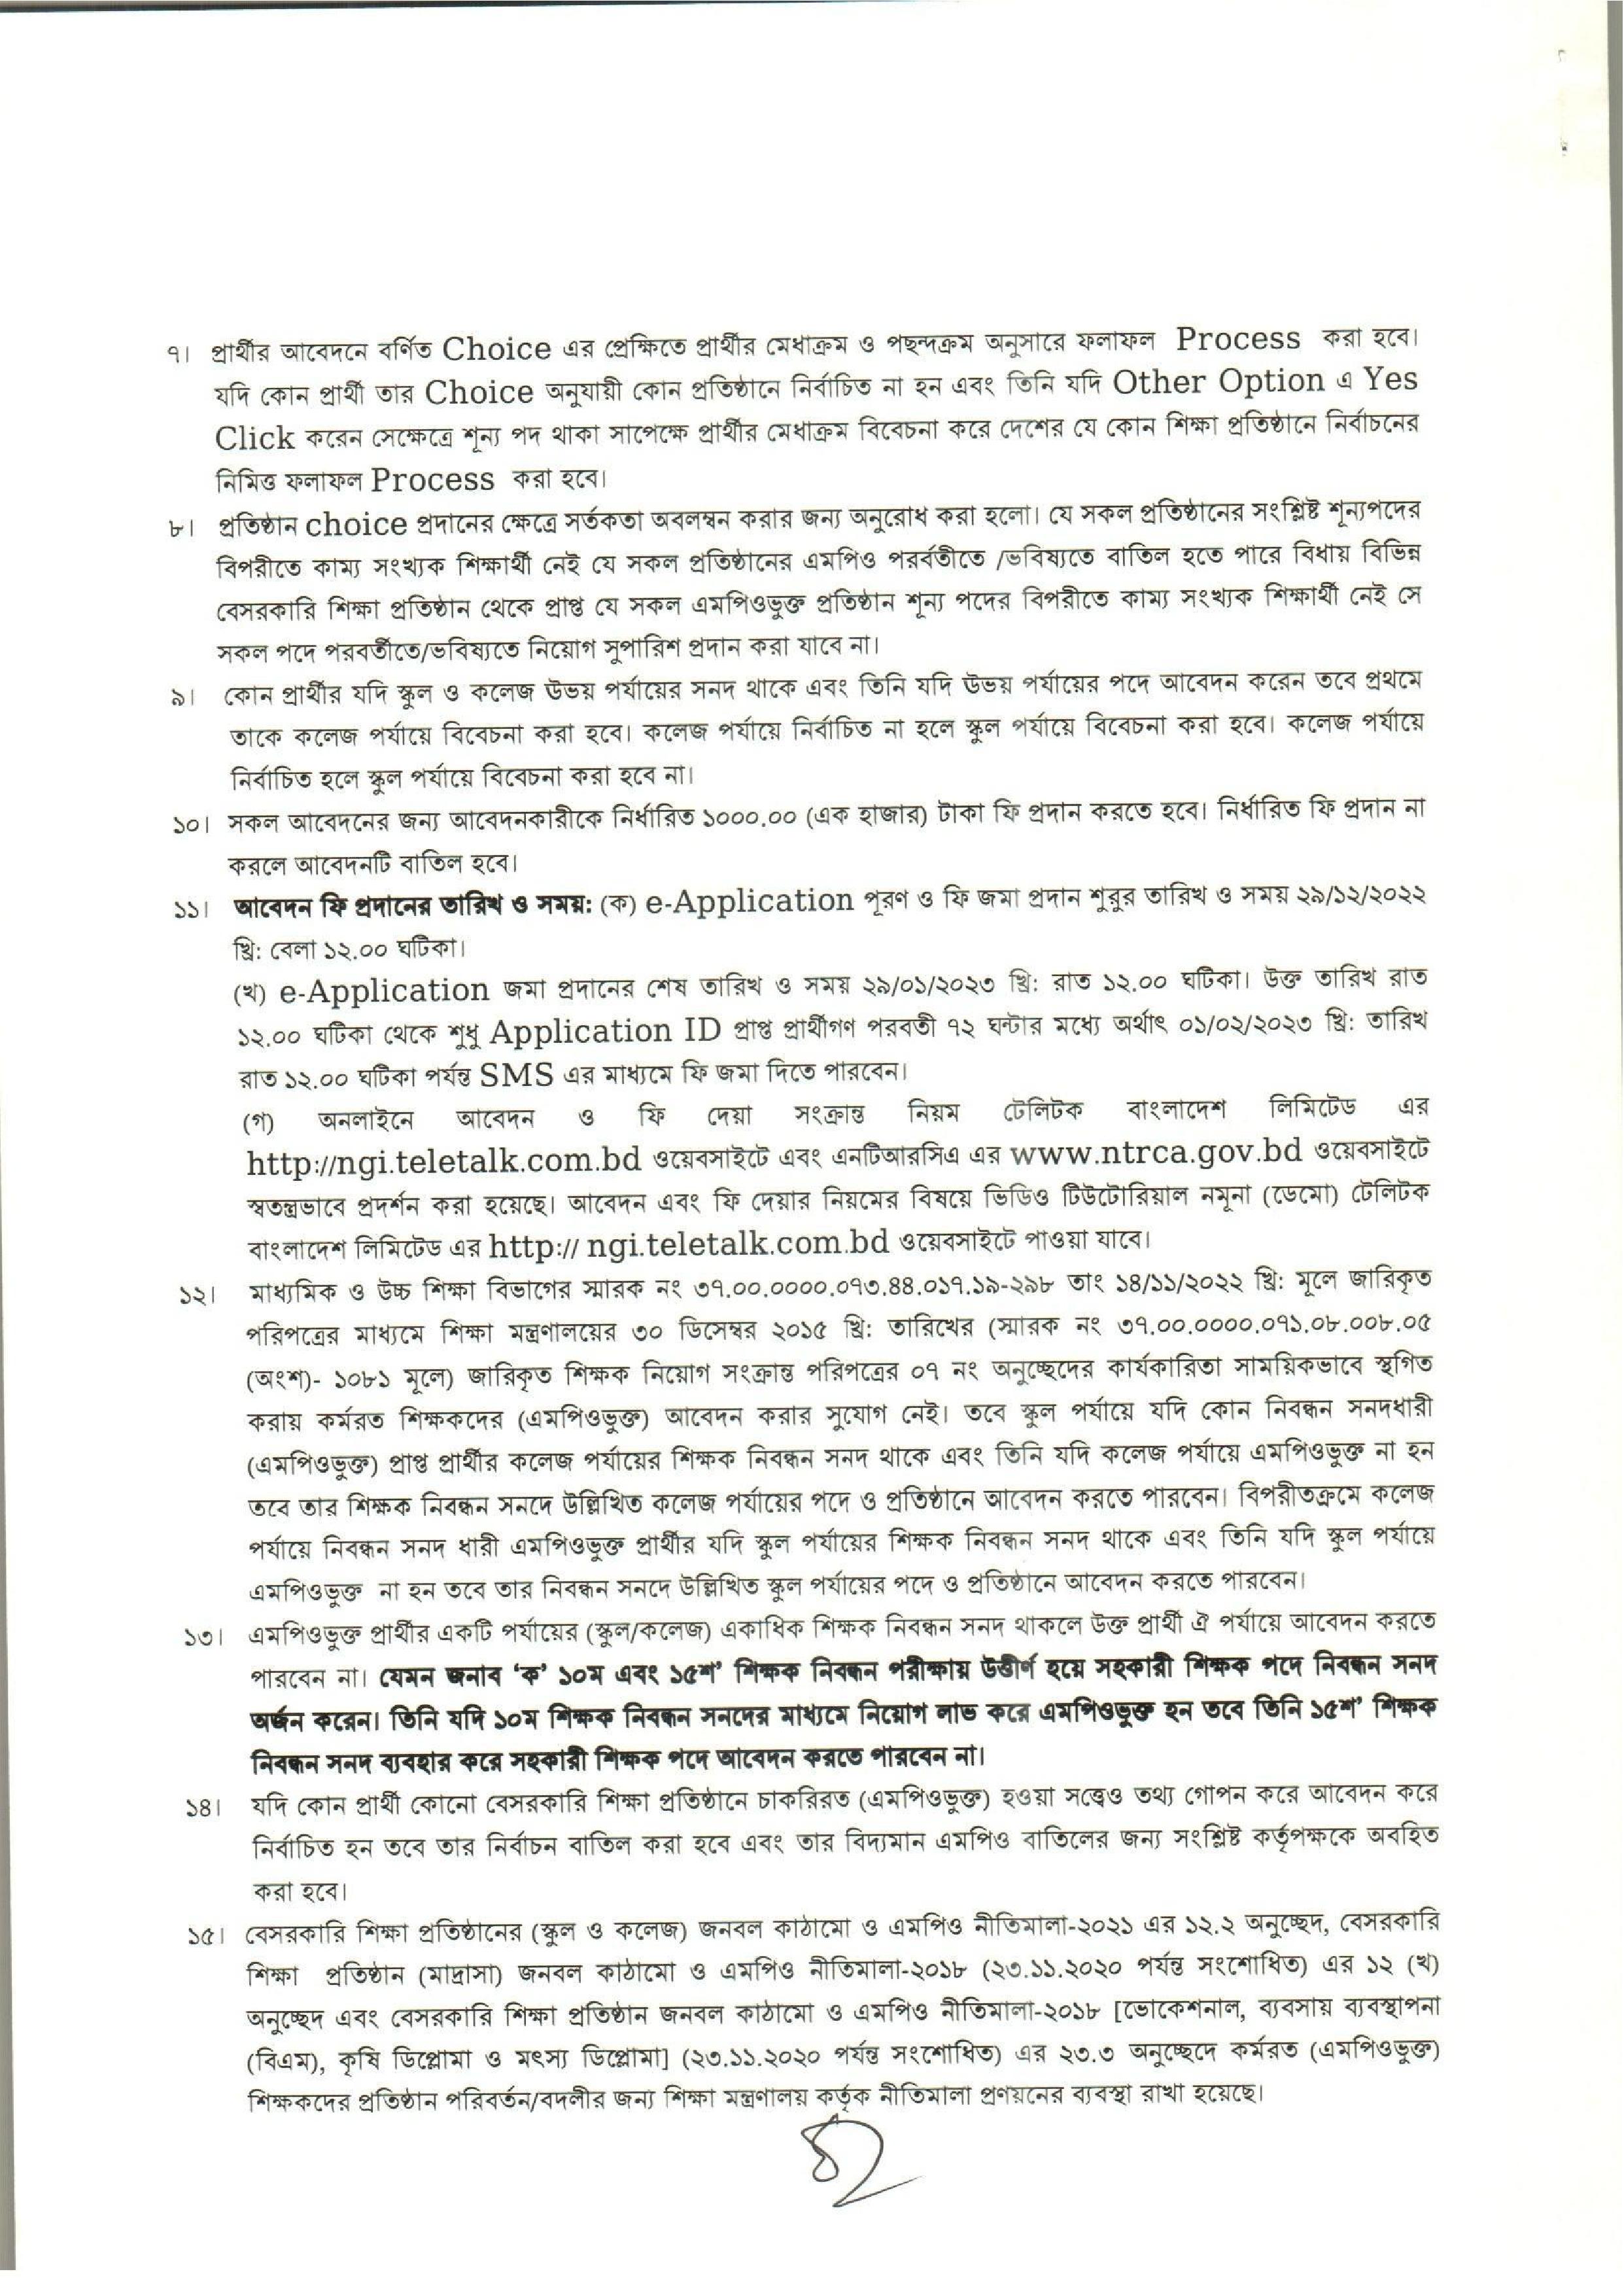 ৭। প্রার্থীর আবেদনে বর্ণিত Choice এর প্রেক্ষিতে প্রার্থীর মেধাক্রম ও পছন্দক্রম অনুসারে ফলাফল Process করা হবে।
যদি কোন প্রার্থী তার Choice অনুযায়ী কোন প্রতিষ্ঠানে নির্বাচিত না হন এবং তিনি যদি Other Option এ Yes
Click করেন সেক্ষেত্রে শূন্য পদ থাকা সাপেক্ষে প্রার্থীর মেধাক্রম বিবেচনা করে দেশের যে কোন শিক্ষা প্রতিষ্ঠানে নির্বাচনের
নিমিত্ত ফলাফল Process করা হবে।
৮। প্রতিষ্ঠান choice প্রদানের ক্ষেত্রে সর্তকতা অবলম্বন করার জন্য অনুরোধ করা হলো। যে সকল প্রতিষ্ঠানের সংশ্লিষ্ট শূন্যপদের
বিপরীতে কাম্য সংখ্যক শিক্ষার্থী নেই যে সকল প্রতিষ্ঠানের এমপিও পরবর্তীতে /ভবিষ্যতে বাতিল হতে পারে বিধায় বিভিন্ন
বেসরকারি শিক্ষা প্রতিষ্ঠান থেকে প্রাপ্ত যে সকল এমপিওভুক্ত প্রতিষ্ঠান শূন্য পদের বিপরীতে কাম্য সংখ্যক শিক্ষার্থী নেই সে
সকল পদে পরবর্তীতে/ভবিষ্যতে নিয়োগ সুপারিশ প্রদান করা যাবে না।
৯। কোন প্রার্থীর যদি স্কুল ও কলেজ উভয় পর্যায়ের সনদ থাকে এবং তিনি যদি উভয় পর্যায়ের পদে আবেদন করেন তবে প্রথমে
তাকে কলেজ পর্যায়ে বিবেচনা করা হবে। কলেজ পর্যায়ে নির্বাচিত না হলে স্কুল পর্যায়ে বিবেচনা করা হবে। কলেজ পর্যায়ে
নির্বাচিত হলে স্কুল পর্যায়ে বিবেচনা করা হবে না।
১০। সকল আবেদনের জন্য আবেদনকারীকে নির্ধারিত ১০০০.০০ (এক হাজার) টাকা ফি প্রদান করতে হবে। নির্ধারিত ফি প্রদান না
করলে আবেদনটি বাতিল হবে।
১১। আবেদন ফি প্রদানের তারিখ ও সময়: (ক) e-Application পূরণ ও ফি জমা প্রদান শুরুর তারিখ ও সময় ২৯/১২/২০২২
খ্রি: বেলা ১২.০০ ঘটিকা।
(খ) e-Application জমা প্রদানের শেষ তারিখ ও সময় ২৯/০১/২০২৩ খ্রি: রাত ১২.০০ ঘটিকা। উক্ত তারিখ রাত
১২.০০ ঘটিকা থেকে শুধু Application ID প্রাপ্ত প্রার্থীগণ পরবতী ৭২ ঘন্টার মধ্যে অর্থাৎ ০১/০২/২০২৩ খ্রি: তারিখ
রাত ১২.০০ ঘটিকা পর্যন্ত SMS এর মাধ্যমে ফি জমা দিতে পারবেন।
(গ) অনলাইনে আবেদন ও ফি দেয়া সংক্রান্ত নিয়ম টেলিটক বাংলাদেশ লিমিটেড এর
http://ngi.teletalk.com.bd ওয়েবসাইটে এবং এনটিআরসিএ এর www.ntrca.gov.bd ওয়েবসাইটে
স্বতন্ত্রভাবে প্রদর্শন করা হয়েছে। আবেদন এবং ফি দেয়ার নিয়মের বিষয়ে ভিডিও টিউটোরিয়াল নমূনা (ডেমো) টেলিটক
বাংলাদেশ লিমিটেড এর http:// ngi.teletalk.com.bd ওয়েবসাইটে পাওয়া যাবে।
১২। মাধ্যমিক ও উচ্চ শিক্ষা বিভাগের স্মারক নং ৩৭.০০.০০০০.০৭৩.৪৪.০১৭.১৯-২৯৮ তাং ১৪/১১/২০২২ খ্রি: মূলে জারিকৃত
পরিপত্রের মাধ্যমে শিক্ষা মন্ত্রণালয়ের ৩০ ডিসেম্বর ২০১৫ খ্রি: তারিখের (স্মারক নং ৩৭.০০.০০০০.০৭১.০৮.০০৮.০৫
(অংশ)- ১০৮১ মূলে) জারিকৃত শিক্ষক নিয়োগ সংক্রান্ত পরিপত্রের ০৭ নং অনুচ্ছেদের কার্যকারিতা সাময়িকভাবে স্থগিত
করায় কর্মরত শিক্ষকদের (এমপিওভুক্ত) আবেদন করার সুযোগ নেই। তবে স্কুল পর্যায়ে যদি কোন নিবন্ধন সনদধারী
(এমপিওভুক্ত) প্রাপ্ত প্রার্থীর কলেজ পর্যায়ের শিক্ষক নিবন্ধন সনদ থাকে এবং তিনি যদি কলেজ পর্যায়ে এমপিওভুক্ত না হন
তবে তার শিক্ষক নিবন্ধন সনদে উল্লিখিত কলেজ পর্যায়ের পদে ও প্রতিষ্ঠানে আবেদন করতে পারবেন। বিপরীতক্রমে কলেজ
পর্যায়ে নিবন্ধন সনদ ধারী এমপিওভুক্ত প্রার্থীর যদি স্কুল পর্যায়ের শিক্ষক নিবন্ধন সনদ থাকে এবং তিনি যদি স্কুল পর্যায়ে
এমপিওভুক্ত না হন তবে তার নিবন্ধন সনদে উল্লিখিত স্কুল পর্যায়ের পদে ও প্রতিষ্ঠানে আবেদন করতে পারবেন।
১৩। এমপিওভুক্ত প্রার্থীর একটি পর্যায়ের (স্কুল/কলেজ) একাধিক শিক্ষক নিবন্ধন সনদ থাকলে উক্ত প্রার্থী ঐ পর্যায়ে আবেদন করতে
পারবেন না। যেমন জনাব ‘ক’ ১০ম এবং ১৫শ’ শিক্ষক নিবন্ধন পরীক্ষায় উত্তীর্ণ হয়ে সহকারী শিক্ষক পদে নিবন্ধন সনদ
অর্জন করেন। তিনি যদি ১০ম শিক্ষক নিবন্ধন সনদের মাধ্যমে নিয়োগ লাভ করে এমপিওভুক্ত হন তবে তিনি ১৫শ’ শিক্ষক
নিবন্ধন সনদ ব্যবহার করে সহকারী শিক্ষক পদে আবেদন করতে পারবেন না।
১৪। যদি কোন প্রার্থী কোনো বেসরকারি শিক্ষা প্রতিষ্ঠানে চাকরিরত (এমপিওভুক্ত) হওয়া সত্ত্বেও তথ্য গোপন করে আবেদন করে
নির্বাচিত হন তবে তার নির্বাচন বাতিল করা হবে এবং তার বিদ্যমান এমপিও বাতিলের জন্য সংশ্লিষ্ট কর্তৃপক্ষকে অবহিত
করা হবে।
১৫। বেসরকারি শিক্ষা প্রতিষ্ঠানের (স্কুল ও কলেজ) জনবল কাঠামো ও এমপিও নীতিমালা-২০২১ এর ১২.২ অনুচ্ছেদ, বেসরকারি
শিক্ষা প্রতিষ্ঠান (মাদ্রাসা) জনবল কাঠামো ও এমপিও নীতিমালা-২০১৮ (২৩.১১.২০২০ পর্যন্ত সংশোধিত) এর ১২ (খ)
অনুচ্ছেদ এবং বেসরকারি শিক্ষা প্রতিষ্ঠান জনবল কাঠামো ও এমপিও নীতিমালা-২০১৮ [ভোকেশনাল, ব্যবসায় ব্যবস্থাপনা
(বিএম), কৃষি ডিপ্লোমা ও মৎস্য ডিপ্লোমা] (২৩.১১.২০২০ পর্যন্ত সংশোধিত) এর ২৩.৩ অনুচ্ছেদে কর্মরত (এমপিওভুক্ত)
শিক্ষকদের প্রতিষ্ঠান পরিবর্তন/বদলীর জন্য শিক্ষা মন্ত্রণালয় কর্তৃক নীতিমালা প্রণয়নের ব্যবস্থা রাখা হয়েছে।